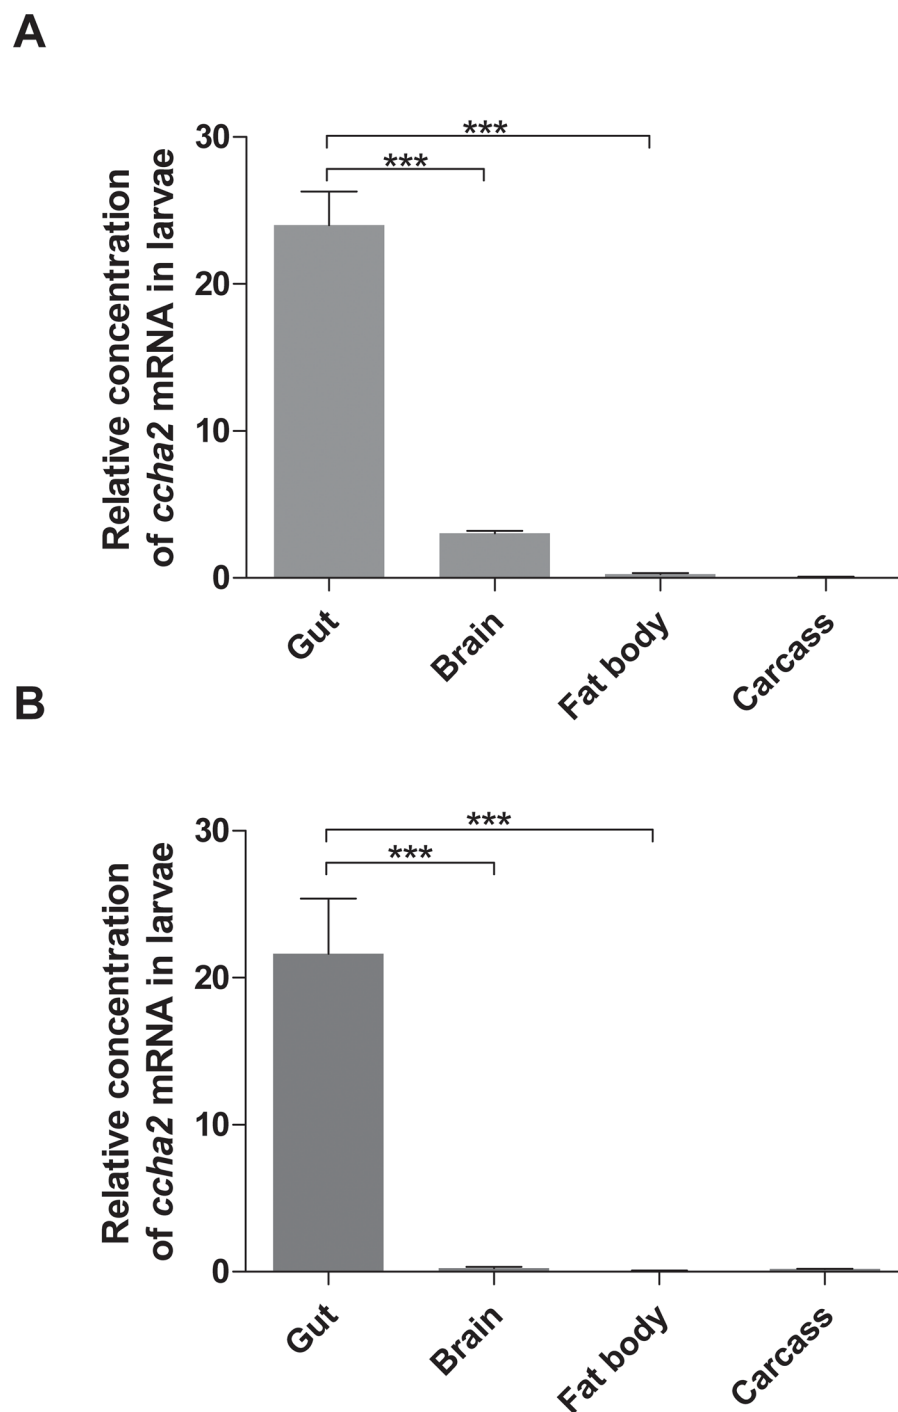 A
Relative concentration
of ccha2 mRNA in larvae
30
20
10
0
***
***
Gut
Brain
Fat body
Carcass
B
Relative concentration
of ccha2 mRNA in larvae
30
20
10
0
***
***
Gut
Brain
Fat body
Carcass